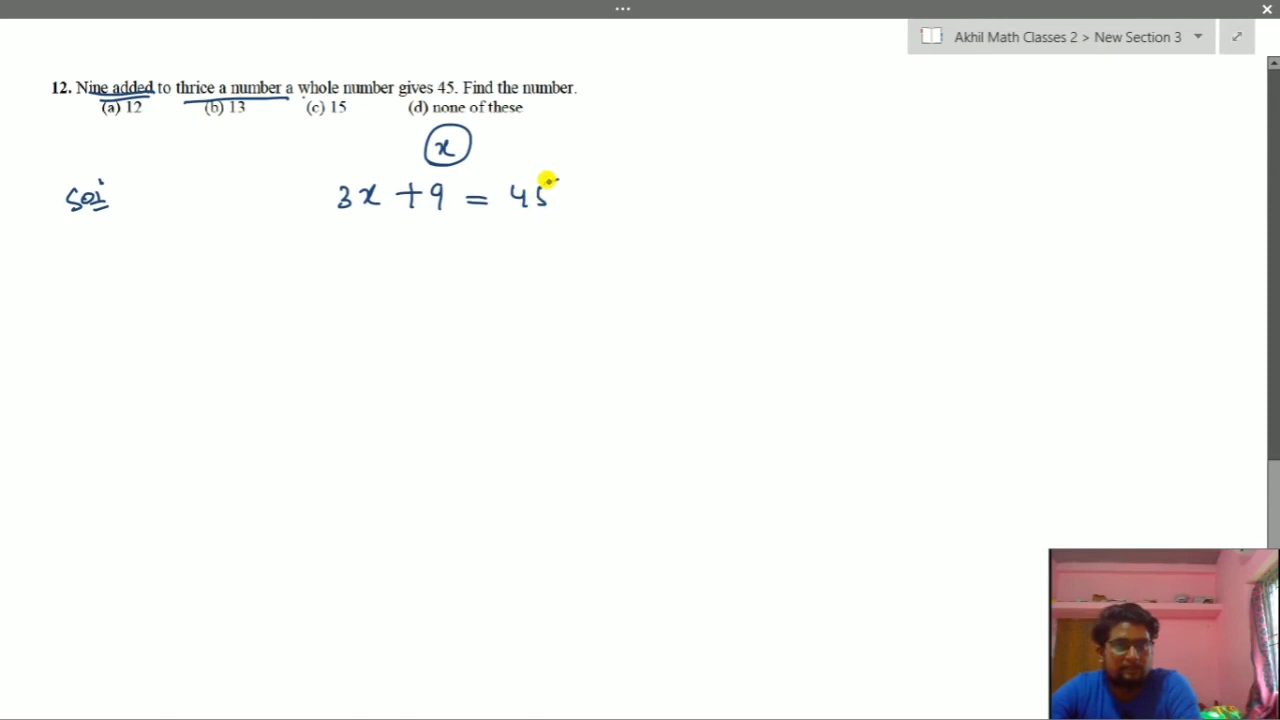 Akhil Math Classes 2 > New Section 3
12. Nine added to thrice a number a whole number gives 45. Find the number.
(a) 12 (b) 13 (c) 15 (d) none of these
x
Sol
3x + 9 = 45